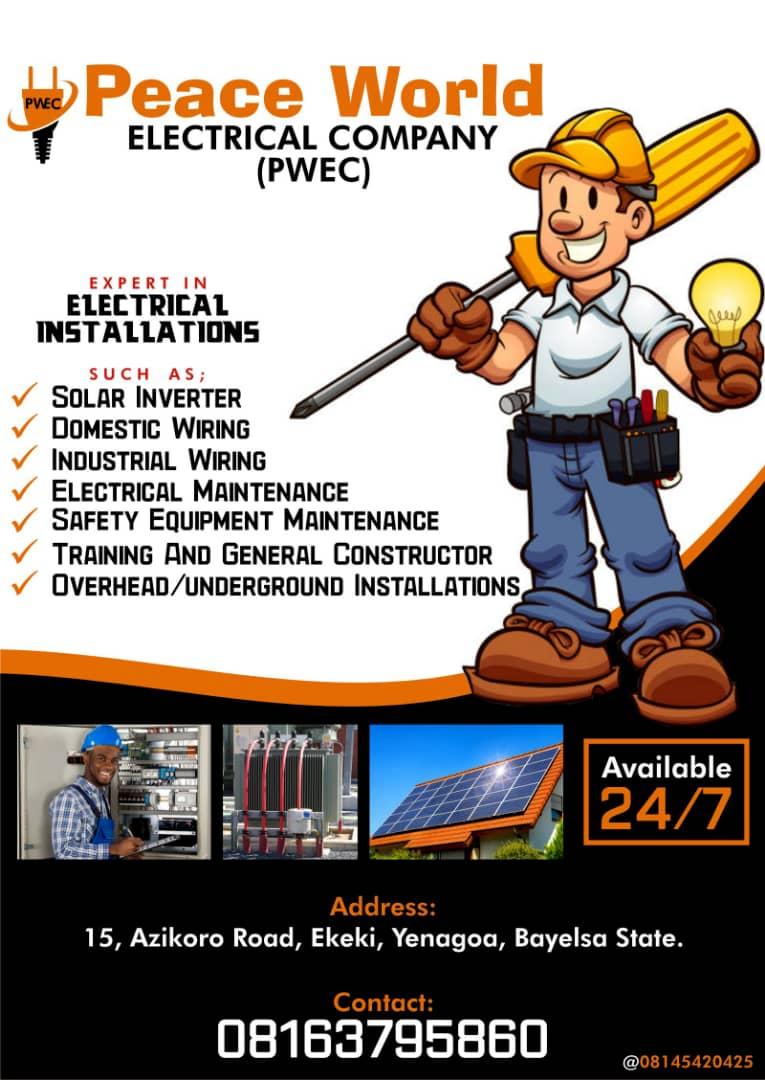 PWEC
Peace World
ELECTRICAL COMPANY
(PWEC)
EXPERT IN
ELECTRICAL
INSTALLATIONS
SUCH AS;
SOLAR INVERTER
DOMESTIC WIRING
INDUSTRIAL WIRING
ELECTRICAL MAINTENANCE
SAFETY EQUIPMENT MAINTENANCE
TRAINING AND GENERAL CONSTRUCTOR
OVERHEAD/UNDERGROUND INSTALLATIONS
Available
24/7
Address:
15, Azikoro Road, Ekeki, Yenagoa, Bayelsa State.
Contact:
08163795860
@08145420425